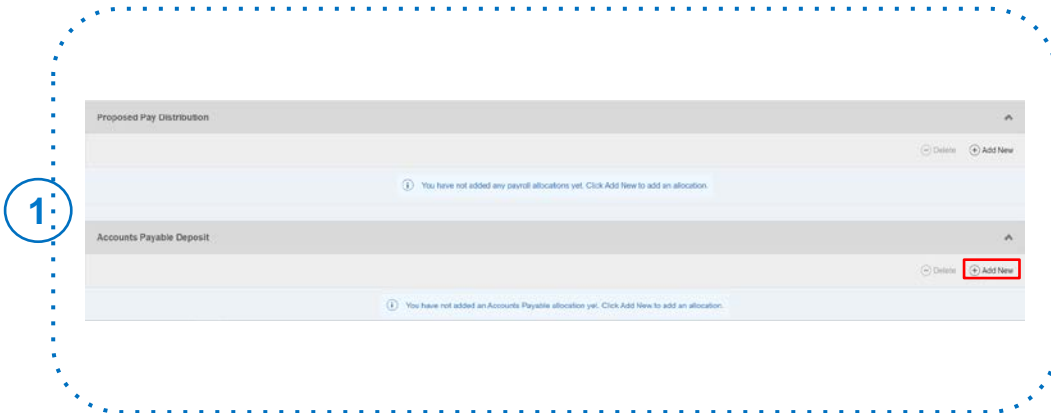 1
Proposed Pay Distribution
Delete Add New
You have not added any payroll allocations yet. Click Add New to add an allocation.
Accounts Payable Deposit
Delete Add New
You have not added an Accounts Payable allocation yet. Click Add New to add an allocation.